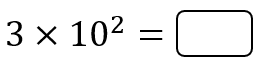 3 × 10² =